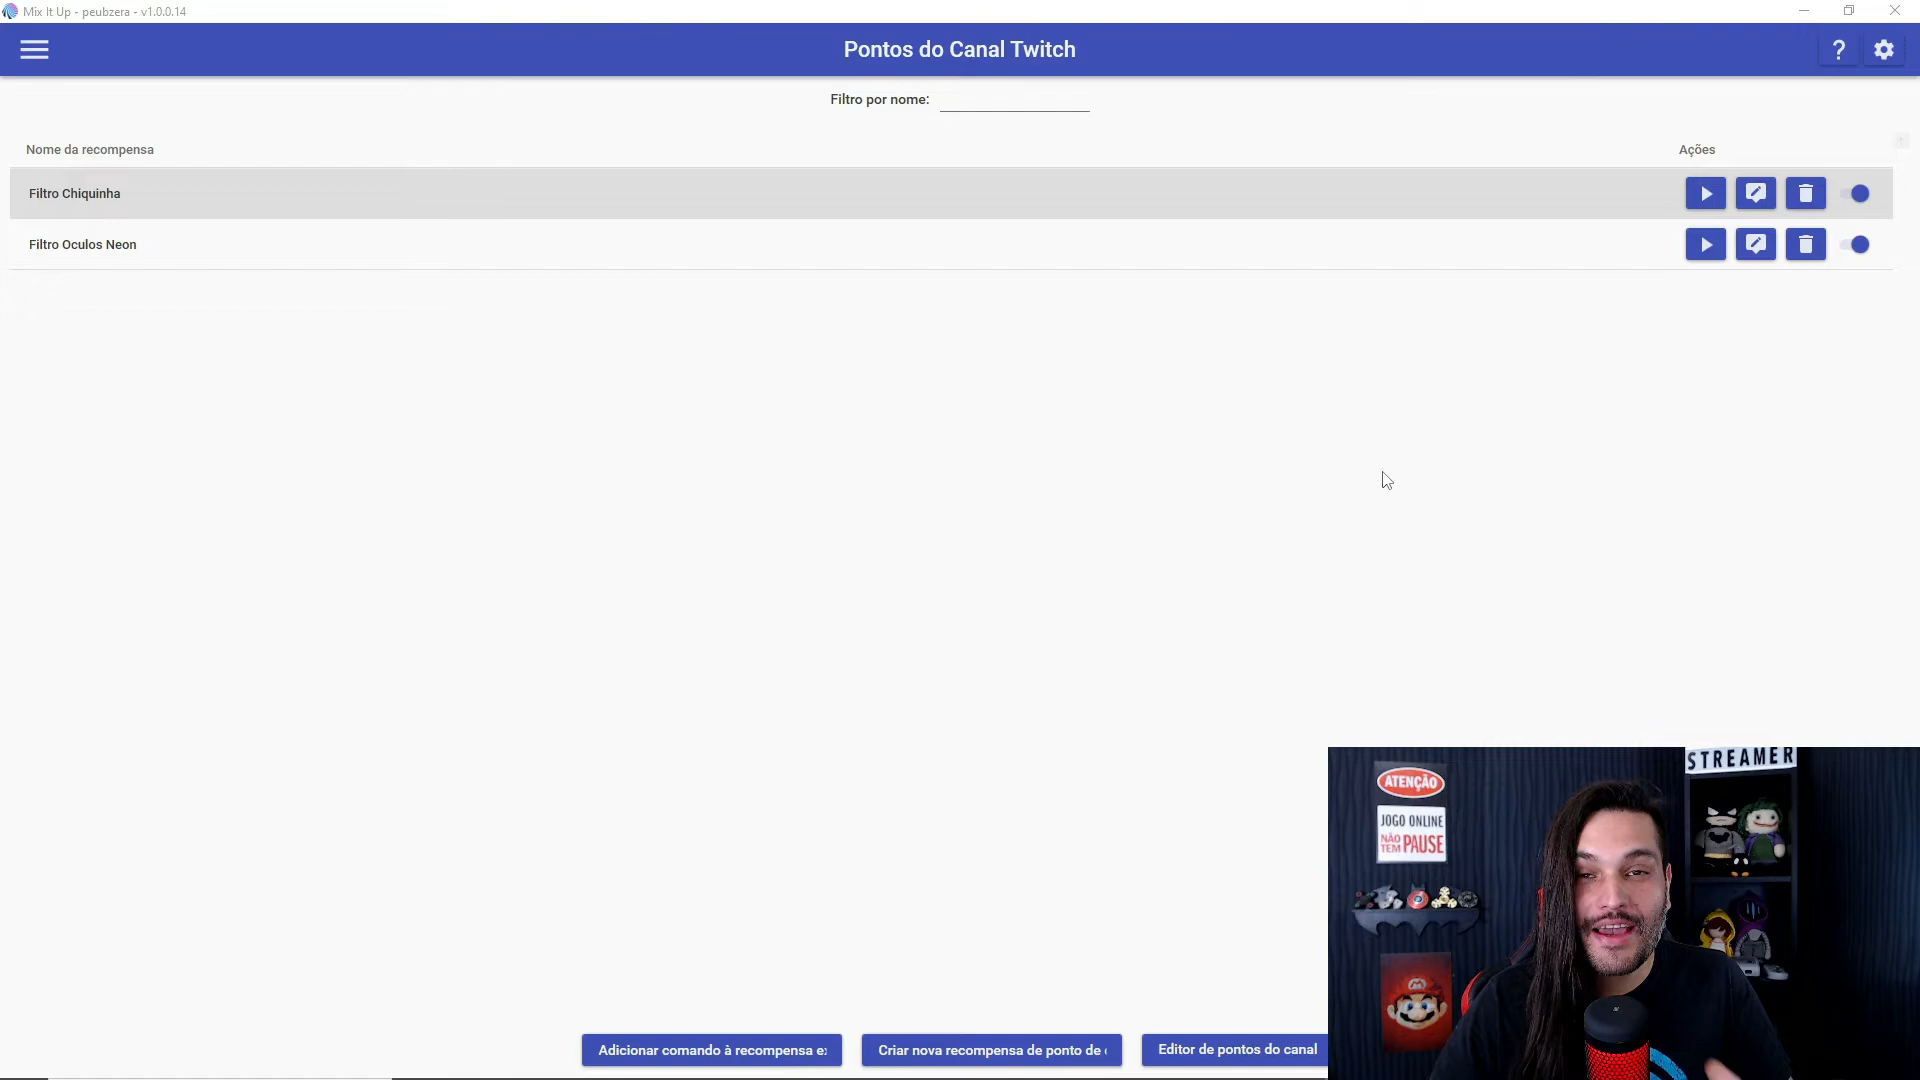 Mix It Up - peubzera - v1.0.0.14
Pontos do Canal Twitch
?
Filtro por nome:
Nome da recompensa
Ações
Filtro Chiquinha
Filtro Oculos Neon
STREAMER
ATENÇÃO
JOGO ONLINE
NÃO
TEM PAUSE
Adicionar comando à recompensa e
Criar nova recompensa de ponto de
Editor de pontos do canal